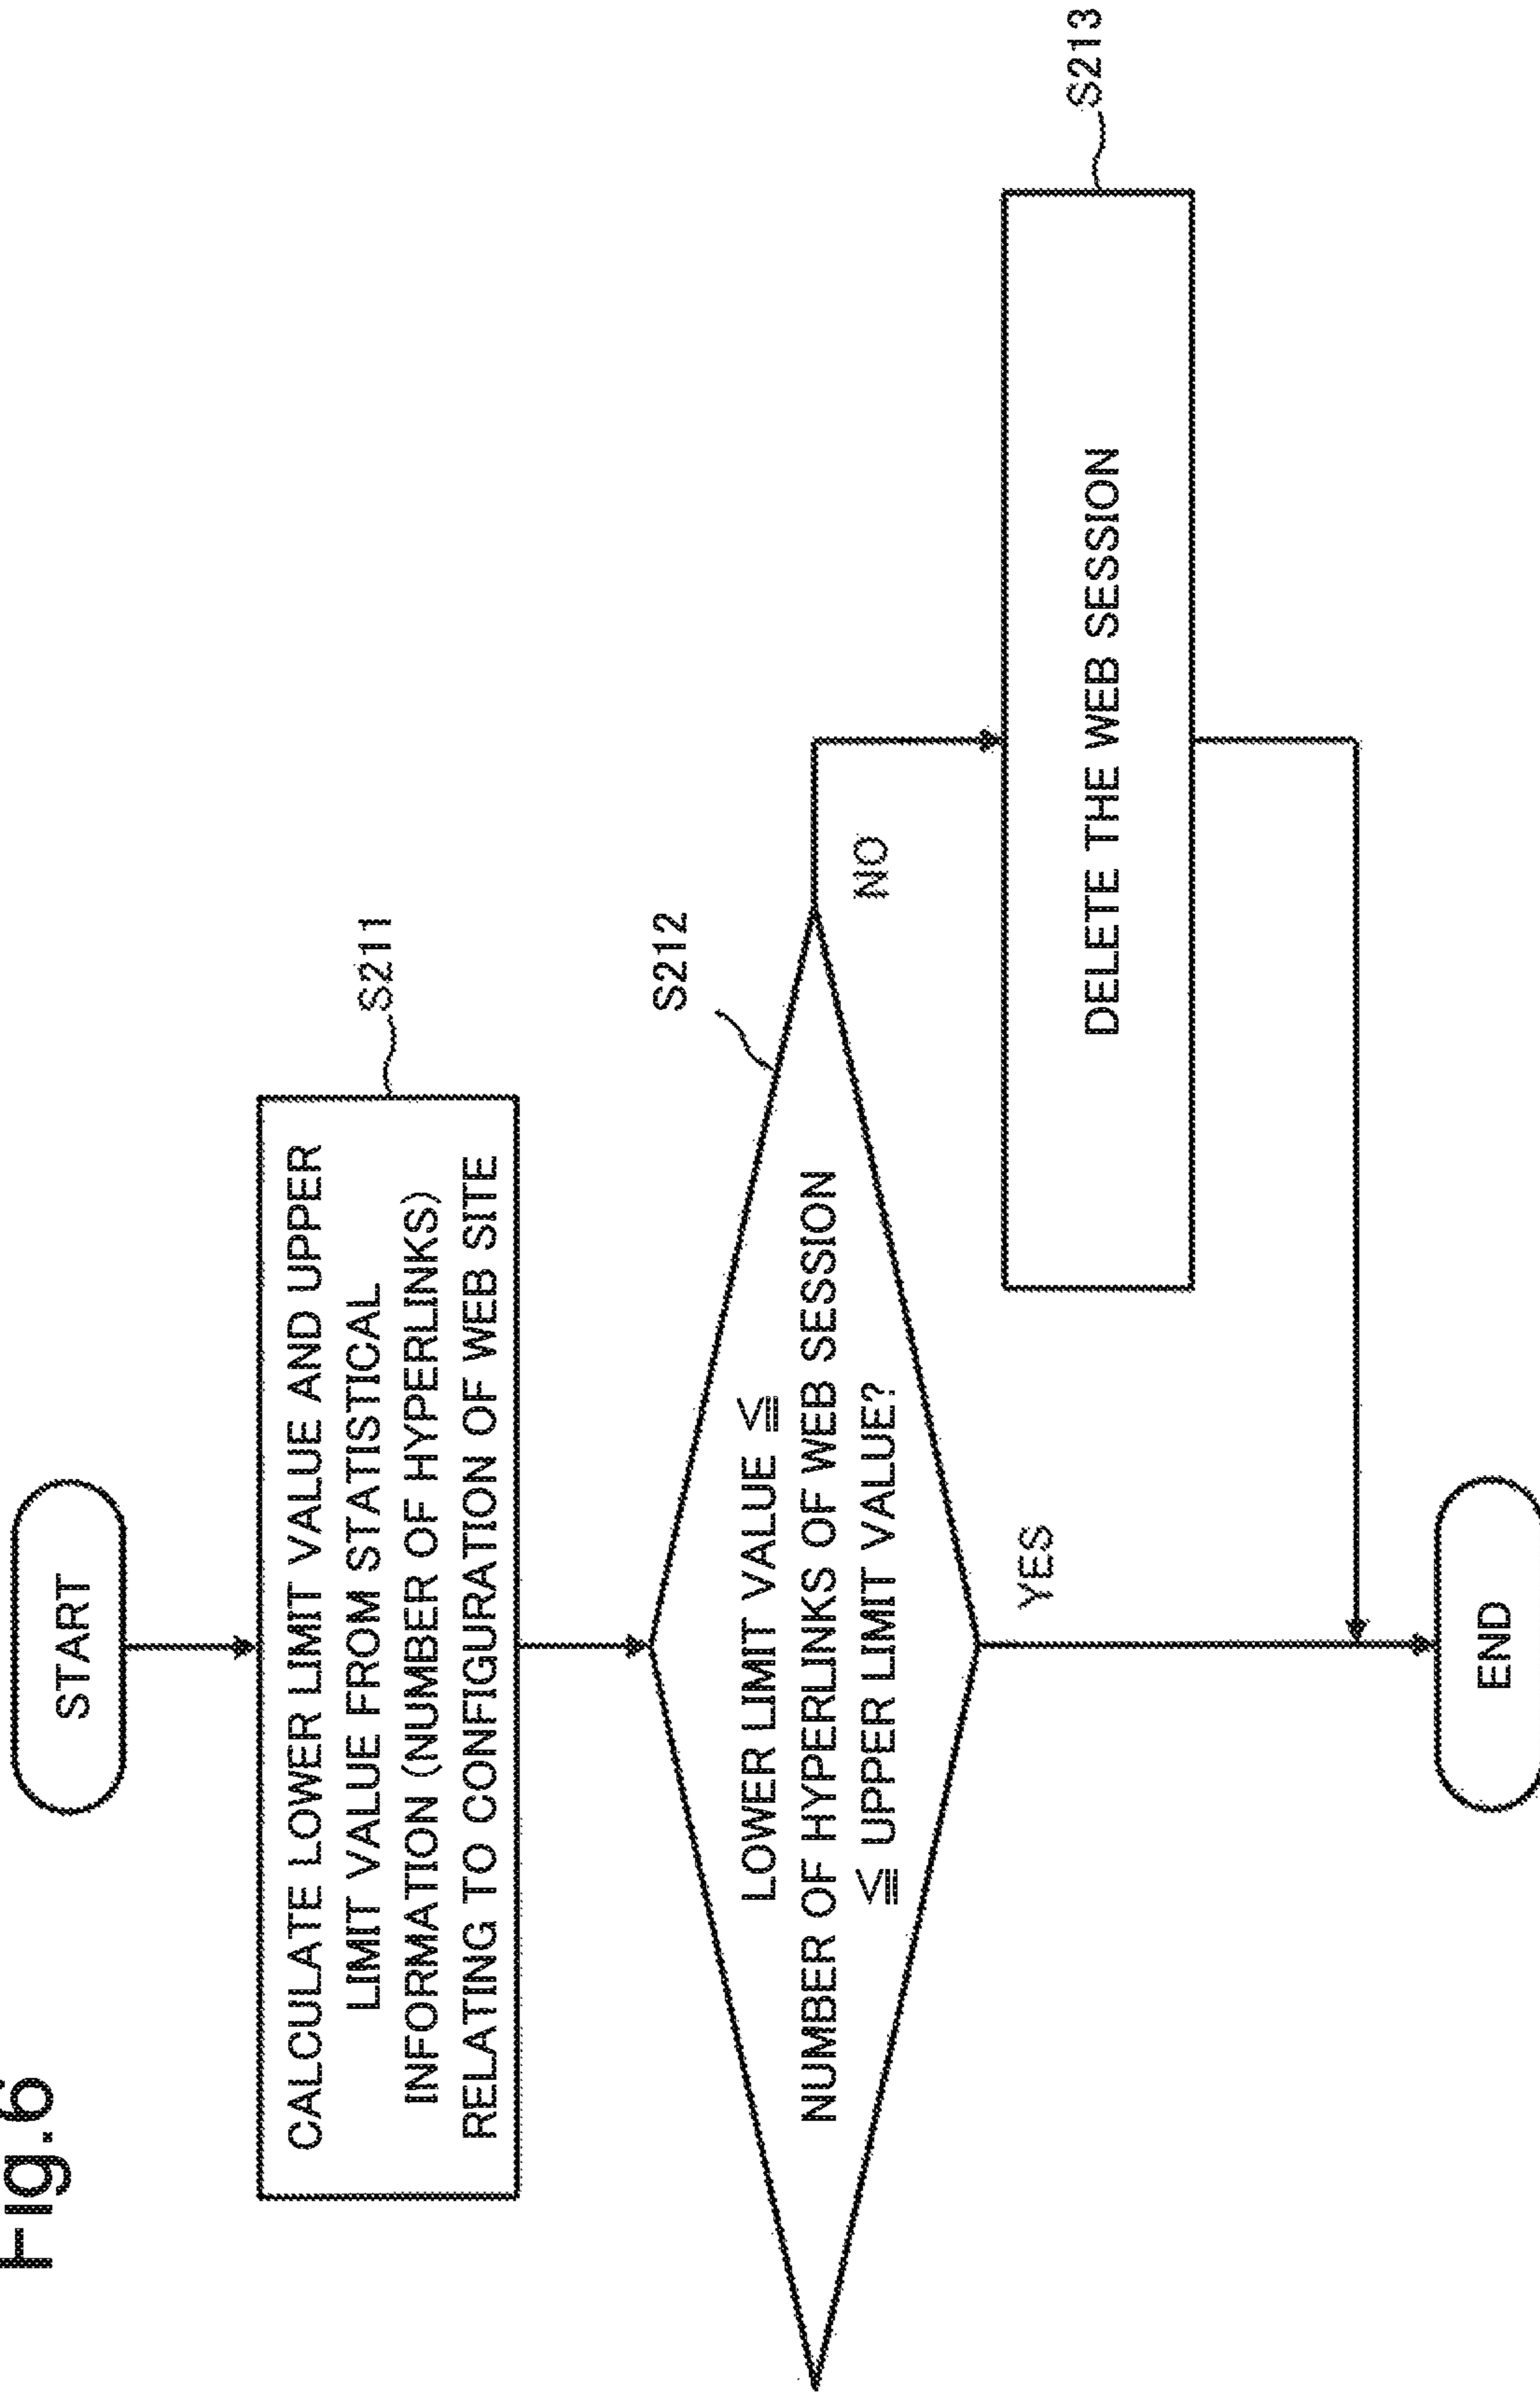 Fig.6
START
CALCULATE LOWER LIMIT VALUE AND UPPER
LIMIT VALUE FROM STATISTICAL
INFORMATION (NUMBER OF HYPERLINKS)
RELATING TO CONFIGURATION OF WEB SITE
S211
LOWER LIMIT VALUE ≦
NUMBER OF HYPERLINKS OF WEB SESSION
≦ UPPER LIMIT VALUE?
S212
NO
YES
DELETE THE WEB SESSION
S213
END